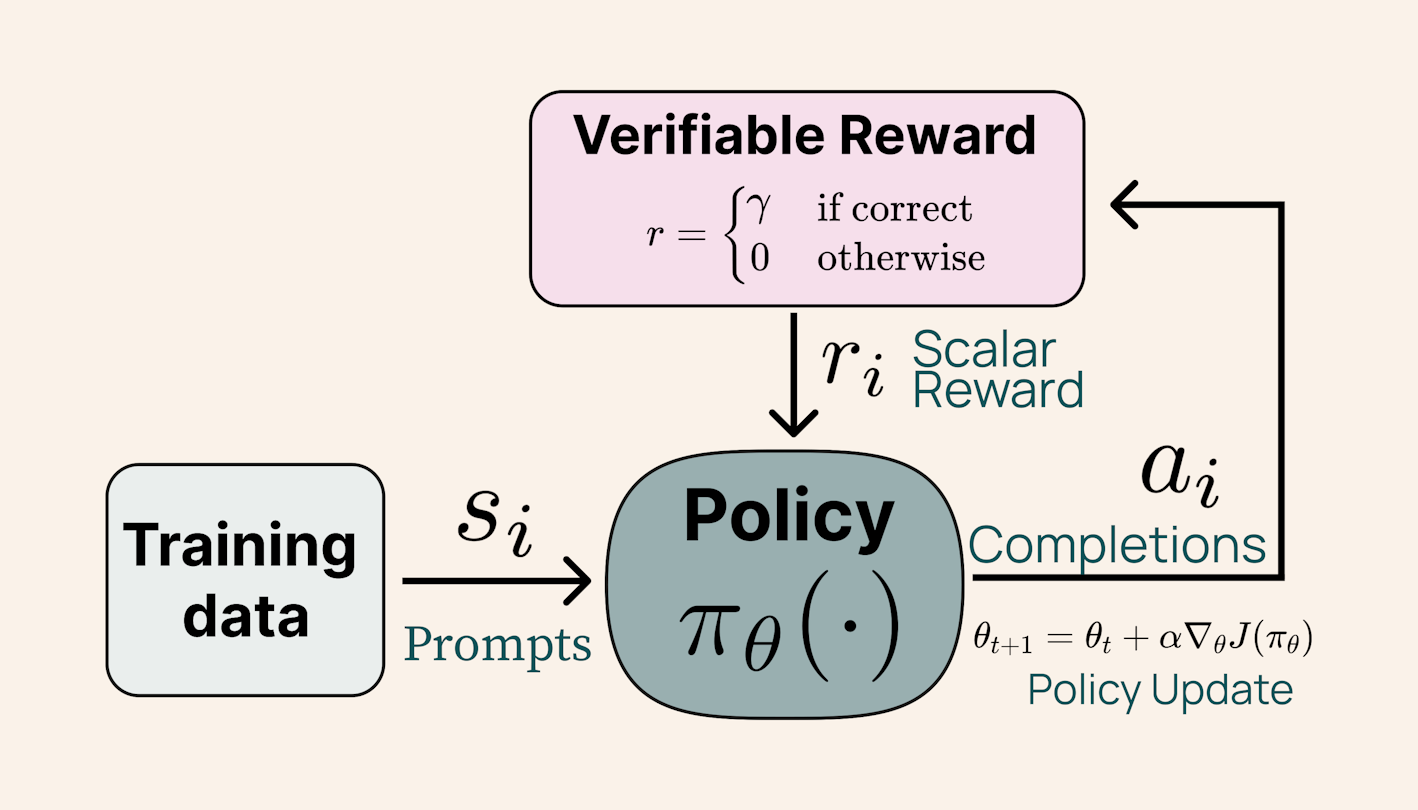 Verifiable Reward
r = { γ if correct
0 otherwise
r_i Scalar
Reward
a_i
Training
data
s_i
Prompts
Policy
π_θ(·)
Completions
θ_{t+1} = θ_t + α∇_θJ(π_θ)
Policy Update